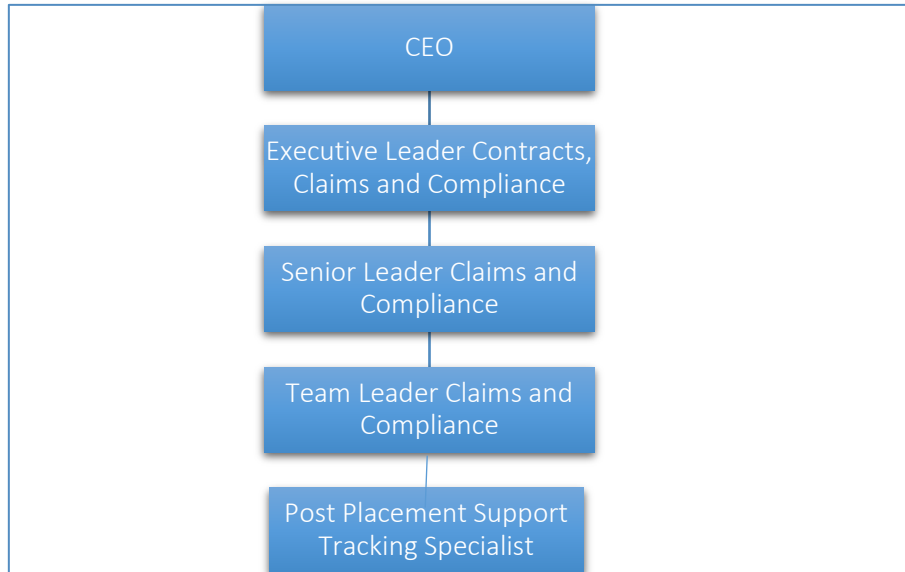 CEO
Executive Leader Contracts,
Claims and Compliance
Senior Leader Claims and
Compliance
Team Leader Claims and
Compliance
Post Placement Support
Tracking Specialist